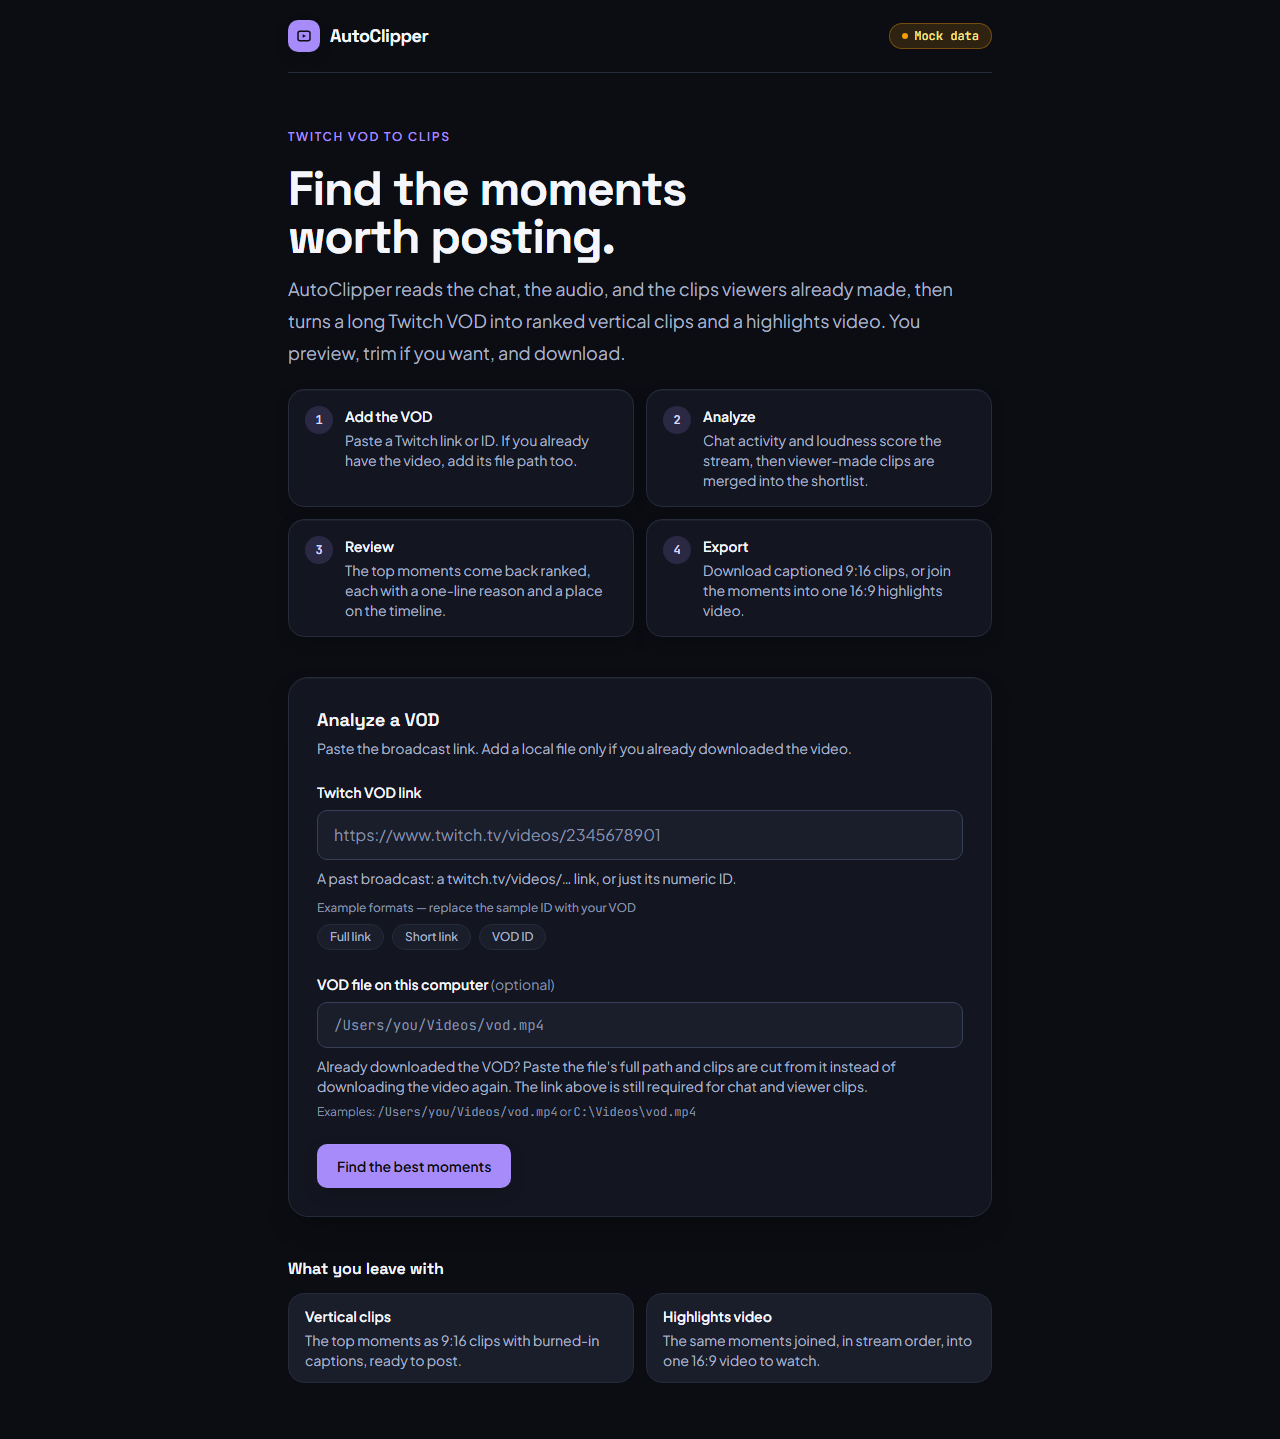 AutoClipper
Mock data
TWITCH VOD TO CLIPS
Find the moments
worth posting.
AutoClipper reads the chat, the audio, and the clips viewers already made, then
turns a long Twitch VOD into ranked vertical clips and a highlights video. You
preview, trim if you want, and download.
1
Add the VOD
Paste a Twitch link or ID. If you already
have the video, add its file path too.
2
Analyze
Chat activity and loudness score the
stream, then viewer-made clips are
merged into the shortlist.
3
Review
The top moments come back ranked,
each with a one-line reason and a place
on the timeline.
4
Export
Download captioned 9:16 clips, or join
the moments into one 16:9 highlights
video.
Analyze a VOD
Paste the broadcast link. Add a local file only if you already downloaded the video.
Twitch VOD link
https://www.twitch.tv/videos/2345678901
A past broadcast: a twitch.tv/videos/… link, or just its numeric ID.
Example formats — replace the sample ID with your VOD
Full link
Short link
VOD ID
VOD file on this computer (optional)
/Users/you/Videos/vod.mp4
Already downloaded the VOD? Paste the file's full path and clips are cut from it instead of
downloading the video again. The link above is still required for chat and viewer clips.
Examples: /Users/you/Videos/vod.mp4 or C:\Videos\vod.mp4
Find the best moments
What you leave with
Vertical clips
The top moments as 9:16 clips with burned-in
captions, ready to post.
Highlights video
The same moments joined, in stream order, into
one 16:9 video to watch.